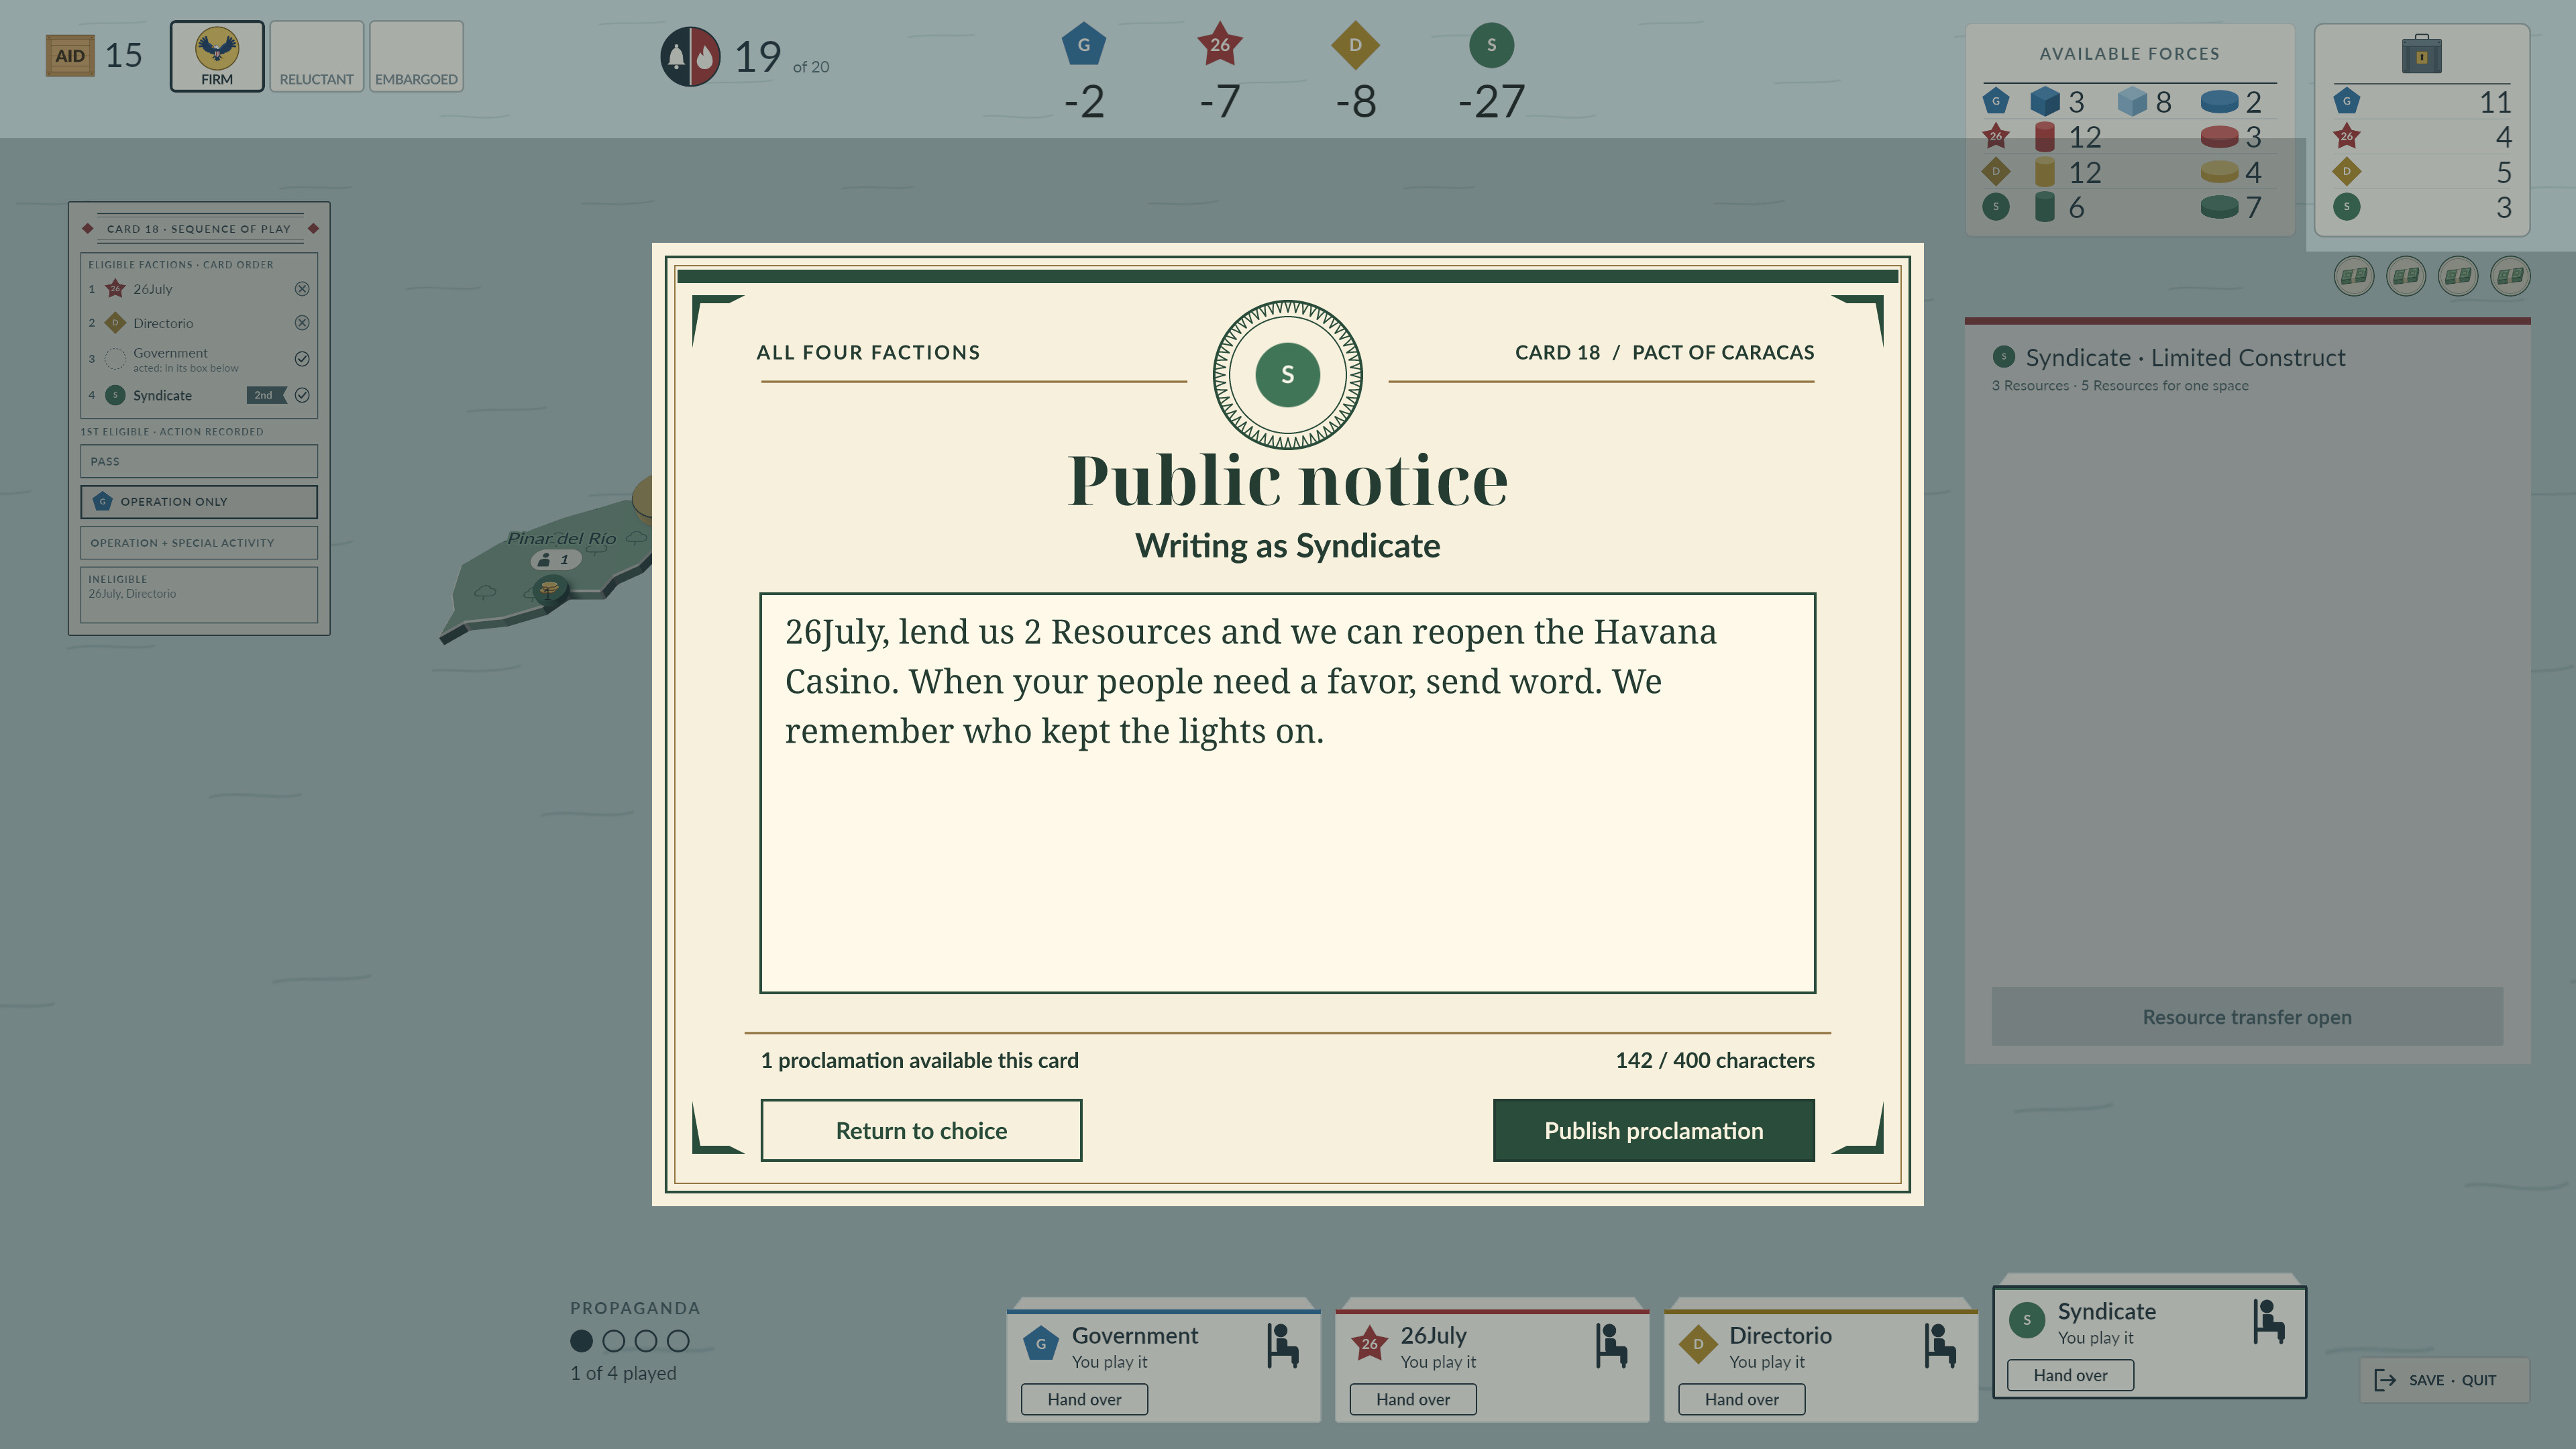 AID 15
FIRM
RELUCTANT
EMBARGOED
19 of 20
G 26 D S
-2 -7 -8 -27
AVAILABLE FORCES
G 3 8 2
26 12 3
D 12 4
S 6 7
G 11
26 4
D 5
S 3
CARD 18 · SEQUENCE OF PLAY
ELIGIBLE FACTIONS · CARD ORDER
1 26 26July
2 D Directorio
3 Government
acted: in its box below
4 S Syndicate 2nd
1ST ELIGIBLE · ACTION RECORDED
PASS
G OPERATION ONLY
OPERATION + SPECIAL ACTIVITY
INELIGIBLE
26July, Directorio
Pinar del Río
1
1
ALL FOUR FACTIONS
S
CARD 18 / PACT OF CARACAS
Public notice
Writing as Syndicate
26July, lend us 2 Resources and we can reopen the Havana
Casino. When your people need a favor, send word. We
remember who kept the lights on.
1 proclamation available this card
142 / 400 characters
Return to choice
Publish proclamation
S Syndicate · Limited Construct
3 Resources · 5 Resources for one space
Resource transfer open
PROPAGANDA
1 of 4 played
G Government
You play it
Hand over
26 26July
You play it
Hand over
D Directorio
You play it
Hand over
S Syndicate
You play it
Hand over
SAVE · QUIT